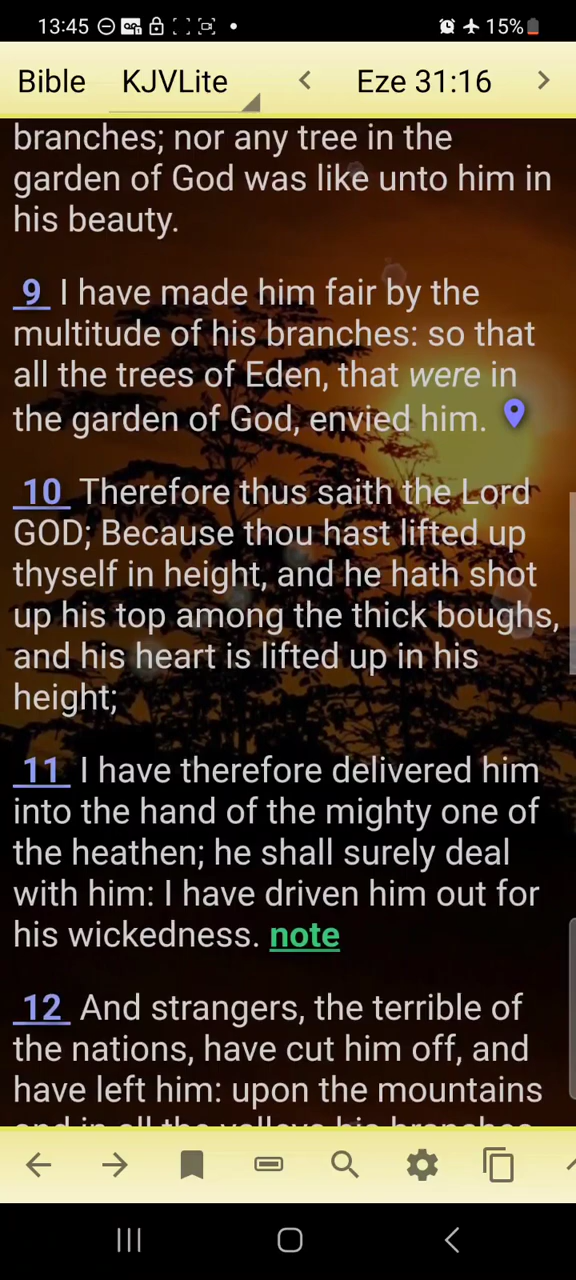 13:45 15%
Bible KJVLite < Eze 31:16 >
branches; nor any tree in the
garden of God was like unto him in
his beauty.
9 I have made him fair by the
multitude of his branches: so that
all the trees of Eden, that were in
the garden of God, envied him.
10 Therefore thus saith the Lord
GOD; Because thou hast lifted up
thyself in height, and he hath shot
up his top among the thick boughs,
and his heart is lifted up in his
height;
11 I have therefore delivered him
into the hand of the mighty one of
the heathen; he shall surely deal
with him: I have driven him out for
his wickedness. note
12 And strangers, the terrible of
the nations, have cut him off, and
have left him: upon the mountains
and in all the valleys his branches